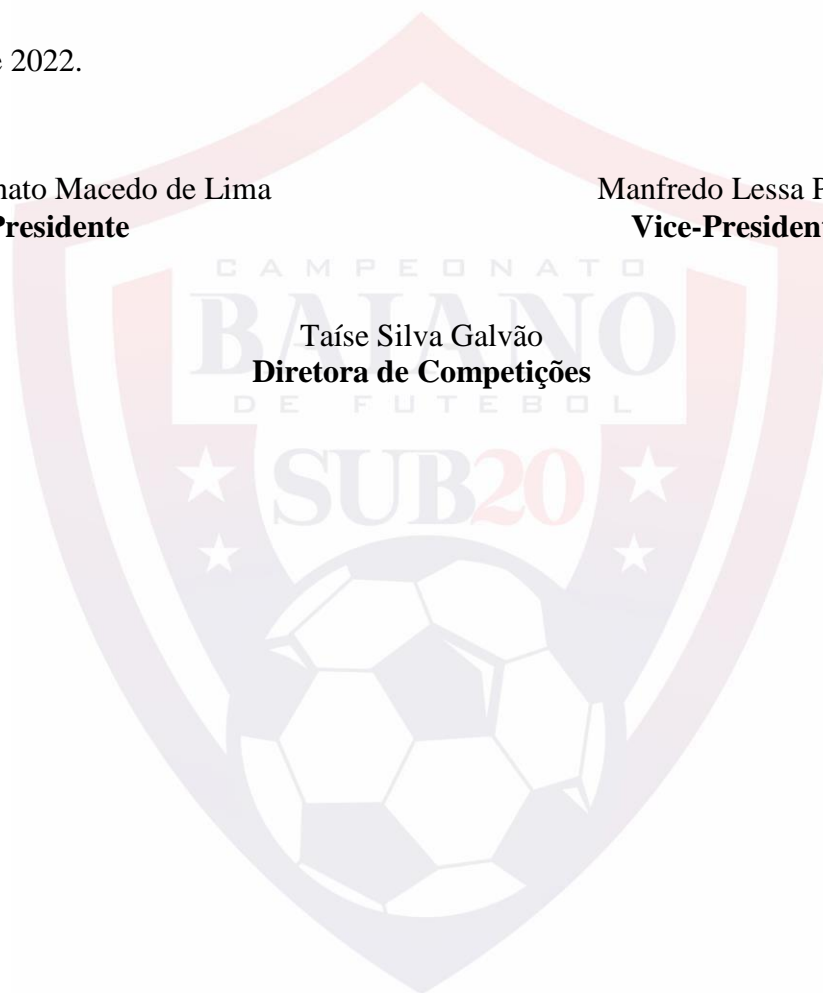 e 2022.
nato Macedo de Lima
Presidente
Manfredo Lessa P
Vice-President
CAMPEONATO
BAIANO
Taíse Silva Galvão
Diretora de Competições
DE FUTEBOL
SUB20